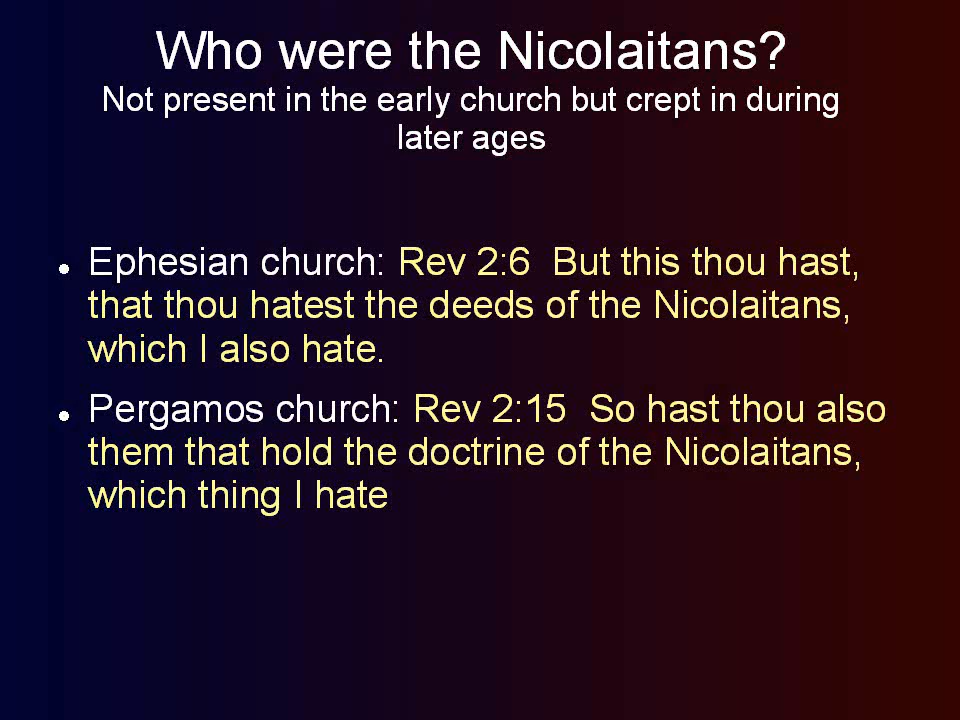 Who were the Nicolaitans?
Not present in the early church but crept in during
later ages
● Ephesian church: Rev 2:6  But this thou hast,
that thou hatest the deeds of the Nicolaitans,
which I also hate.
● Pergamos church: Rev 2:15  So hast thou also
them that hold the doctrine of the Nicolaitans,
which thing I hate